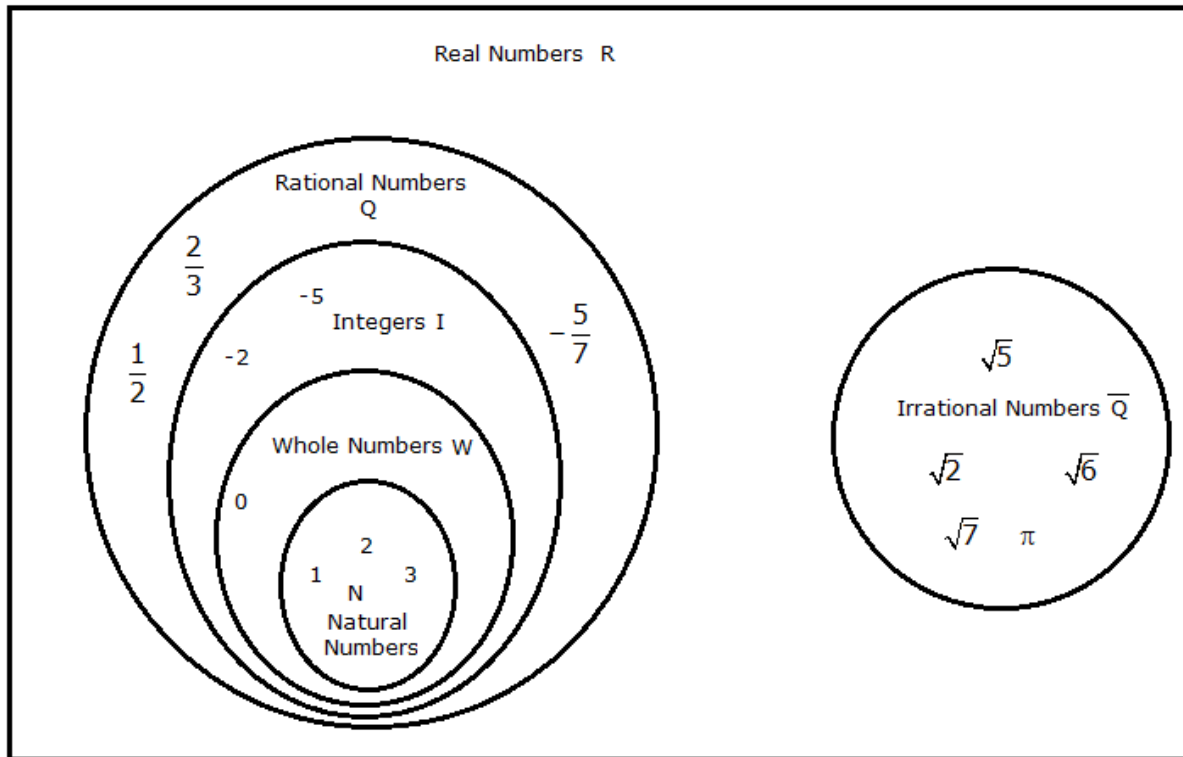 Real Numbers R
Rational Numbers
Q
2/3
-5
Integers I
-5/7
-2
1/2
Whole Numbers W
0
2
1
3
N
Natural
Numbers
√5
Irrational Numbers Q̅
√2
√6
√7
π